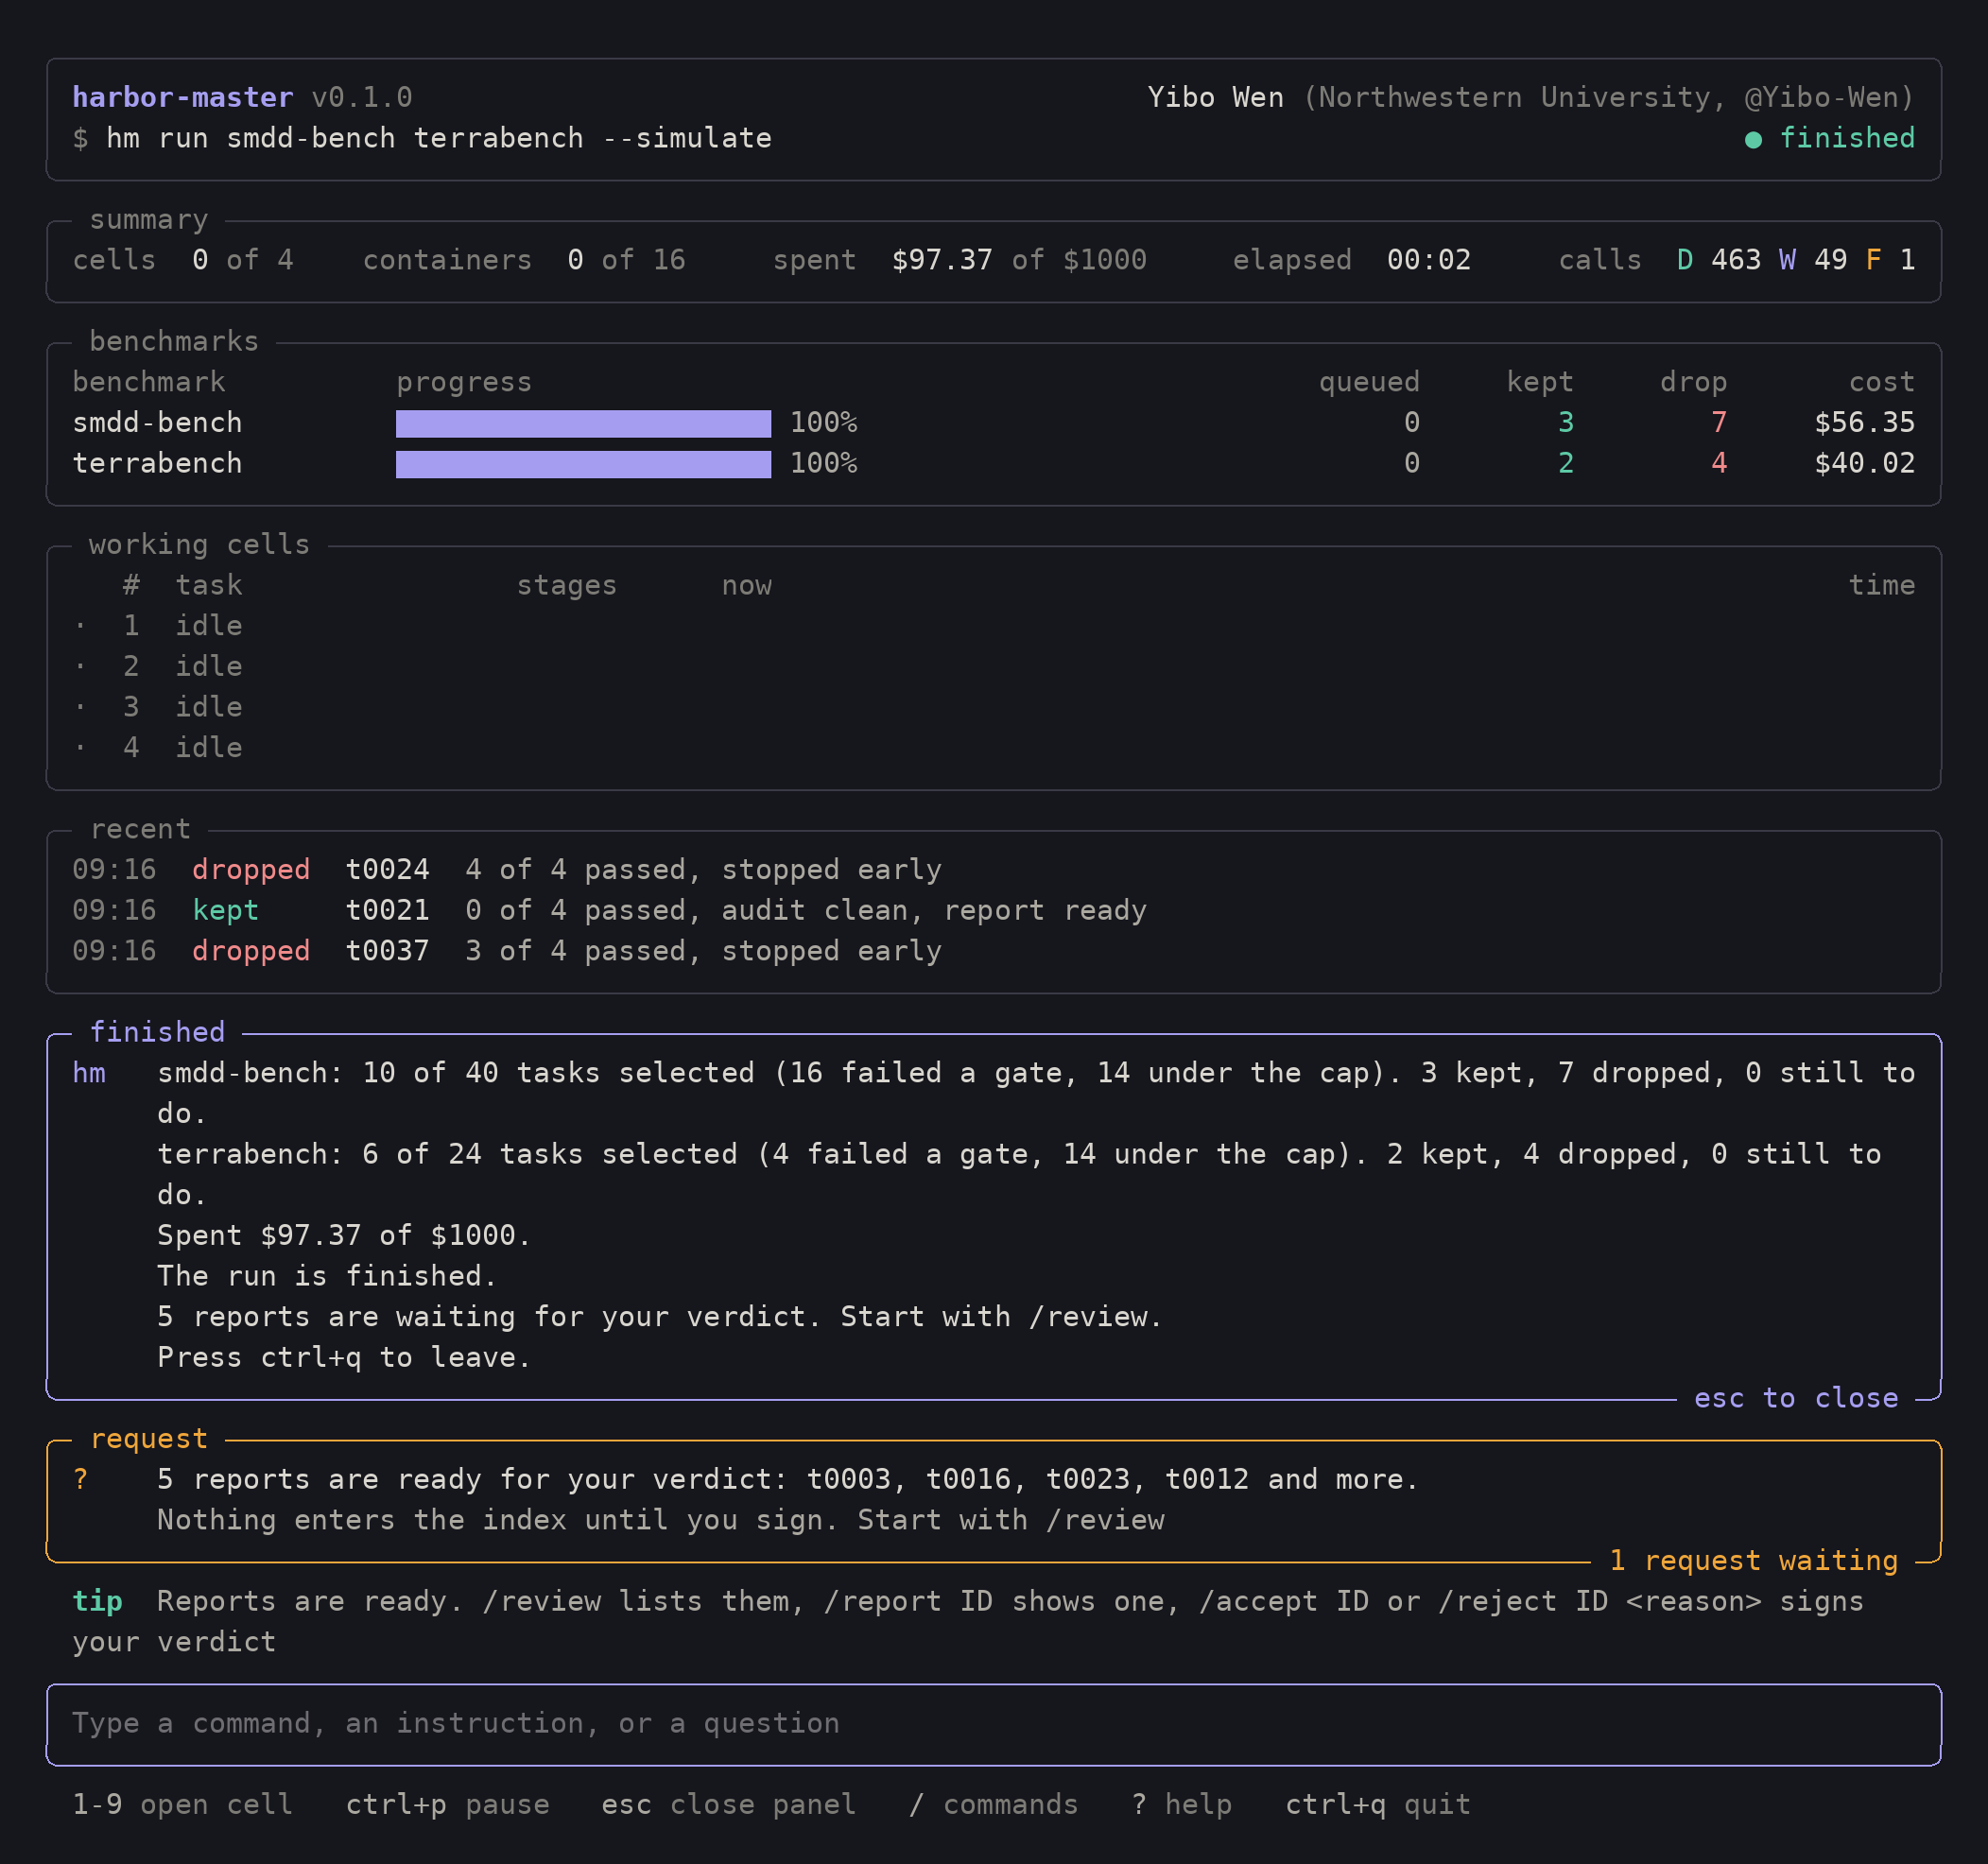 harbor-master v0.1.0 Yibo Wen (Northwestern University, @Yibo-Wen)
$ hm run smdd-bench terrabench --simulate ● finished
summary
cells 0 of 4 containers 0 of 16 spent $97.37 of $1000 elapsed 00:02 calls D 463 W 49 F 1
benchmarks
benchmark progress queued kept drop cost
smdd-bench 100% 0 3 7 $56.35
terrabench 100% 0 2 4 $40.02
working cells
# task stages now time
· 1 idle
· 2 idle
· 3 idle
· 4 idle
recent
09:16 dropped t0024 4 of 4 passed, stopped early
09:16 kept t0021 0 of 4 passed, audit clean, report ready
09:16 dropped t0037 3 of 4 passed, stopped early
finished
hm smdd-bench: 10 of 40 tasks selected (16 failed a gate, 14 under the cap). 3 kept, 7 dropped, 0 still to
do.
terrabench: 6 of 24 tasks selected (4 failed a gate, 14 under the cap). 2 kept, 4 dropped, 0 still to
do.
Spent $97.37 of $1000.
The run is finished.
5 reports are waiting for your verdict. Start with /review.
Press ctrl+q to leave.
esc to close
request
? 5 reports are ready for your verdict: t0003, t0016, t0023, t0012 and more.
Nothing enters the index until you sign. Start with /review
1 request waiting
tip Reports are ready. /review lists them, /report ID shows one, /accept ID or /reject ID <reason> signs
your verdict
Type a command, an instruction, or a question
1-9 open cell ctrl+p pause esc close panel / commands ? help ctrl+q quit